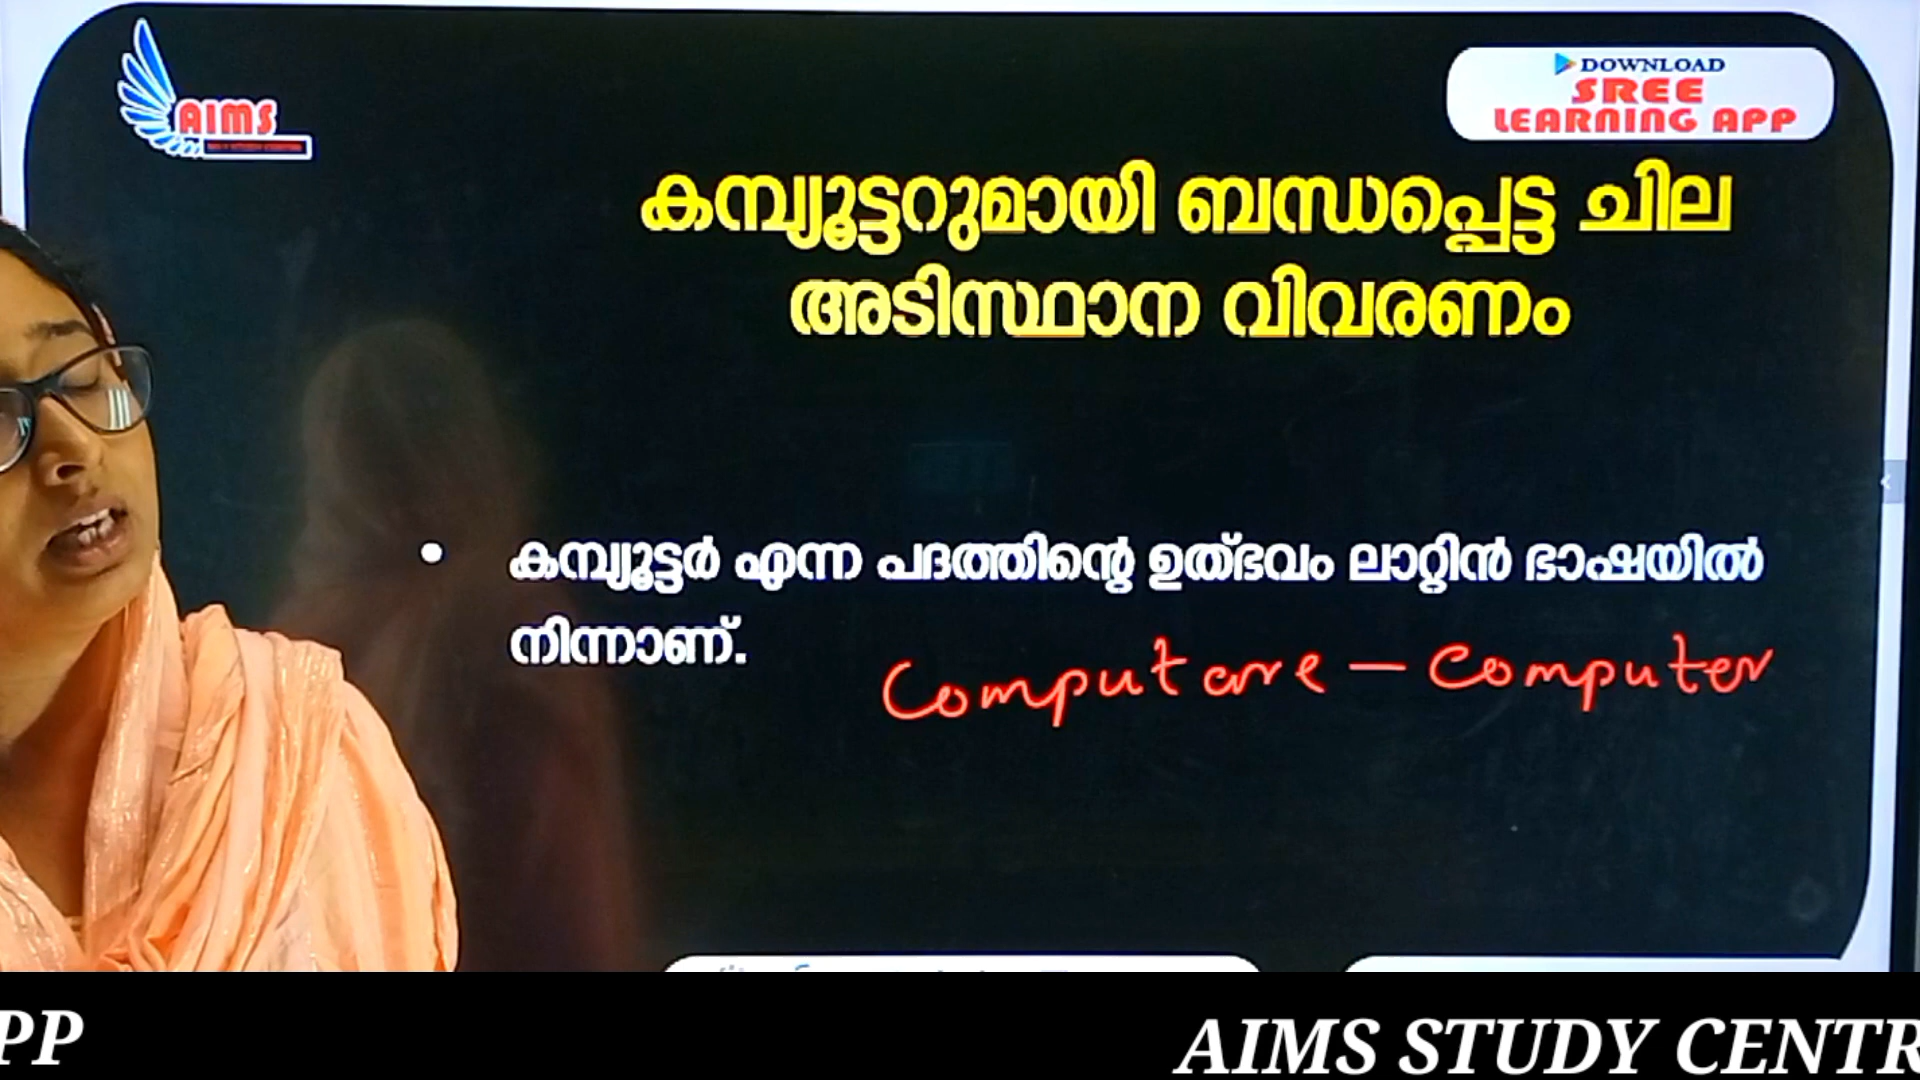 AIMS
DOWNLOAD
SREE
LEARNING APP
കമ്പ്യൂട്ടറുമായി ബന്ധപ്പെട്ട ചില
അടിസ്ഥാന വിവരണം
• കമ്പ്യൂട്ടർ എന്ന പദത്തിന്റെ ഉത്ഭവം ലാറ്റിൻ ഭാഷയിൽ
നിന്നാണ്.
Computare – Computer
PP
AIMS STUDY CENTR